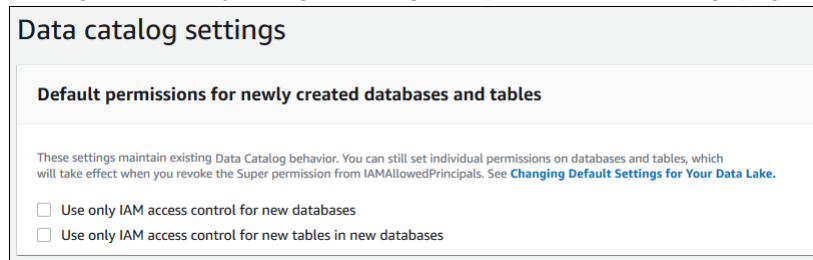 Data catalog settings
Default permissions for newly created databases and tables
These settings maintain existing Data Catalog behavior. You can still set individual permissions on databases and tables, which
will take effect when you revoke the Super permission from IAMAllowedPrincipals. See Changing Default Settings for Your Data Lake.
Use only IAM access control for new databases
Use only IAM access control for new tables in new databases